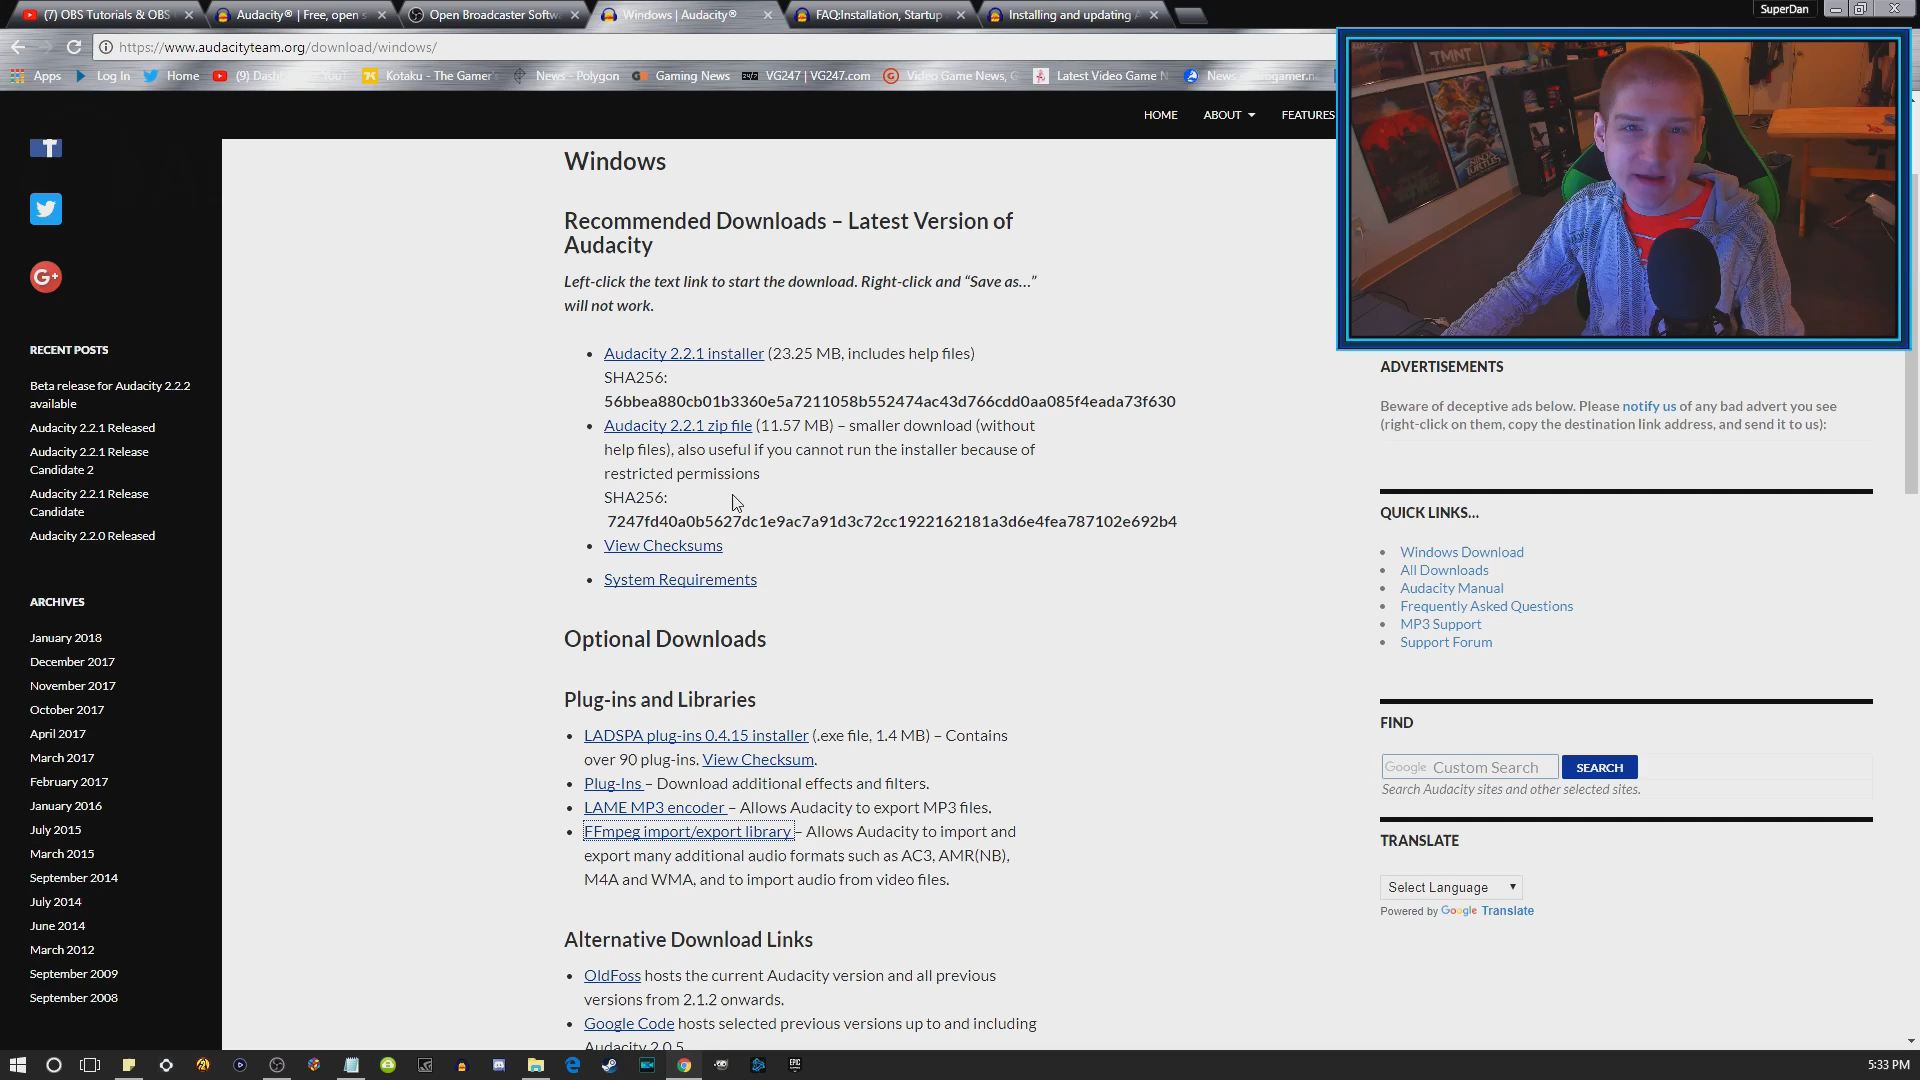 (7) OBS Tutorials & OBS
Audacity® | Free, open s
Open Broadcaster Softw
Windows | Audacity®
FAQ:Installation, Startup
Installing and updating A
SuperDan
https://www.audacityteam.org/download/windows/
Apps
Log In
Home
Kotaku - The Gamer'
News - Polygon
Gaming News
VG247 | VG247.com
Video Game News, G
Latest Video Game N
HOME
ABOUT
FEATURES
TMNT
Windows
Recommended Downloads – Latest Version of
Audacity
Left-click the text link to start the download. Right-click and “Save as…”
will not work.
Audacity 2.2.1 installer (23.25 MB, includes help files)
SHA256:
56bbea880cb01b3360e5a7211058b552474ac43d766cdd0aa085f4eada73f630
Audacity 2.2.1 zip file (11.57 MB) – smaller download (without
help files), also useful if you cannot run the installer because of
restricted permissions
SHA256:
7247fd40a0b5627dc1e9ac7a91d3c72cc1922162181a3d6e4fea787102e692b4
View Checksums
System Requirements
Optional Downloads
Plug-ins and Libraries
LADSPA plug-ins 0.4.15 installer (.exe file, 1.4 MB) – Contains
over 90 plug-ins. View Checksum.
Plug-Ins – Download additional effects and filters.
LAME MP3 encoder – Allows Audacity to export MP3 files.
FFmpeg import/export library – Allows Audacity to import and
export many additional audio formats such as AC3, AMR(NB),
M4A and WMA, and to import audio from video files.
Alternative Download Links
OldFoss hosts the current Audacity version and all previous
versions from 2.1.2 onwards.
Google Code hosts selected previous versions up to and including
Audacity 2.0.5
RECENT POSTS
Beta release for Audacity 2.2.2
available
Audacity 2.2.1 Released
Audacity 2.2.1 Release
Candidate 2
Audacity 2.2.1 Release
Candidate
Audacity 2.2.0 Released
ARCHIVES
January 2018
December 2017
November 2017
October 2017
April 2017
March 2017
February 2017
January 2016
July 2015
March 2015
September 2014
July 2014
June 2014
March 2012
September 2009
September 2008
ADVERTISEMENTS
Beware of deceptive ads below. Please notify us of any bad advert you see
(right-click on them, copy the destination link address, and send it to us):
QUICK LINKS…
Windows Download
All Downloads
Audacity Manual
Frequently Asked Questions
MP3 Support
Support Forum
FIND
Google Custom Search
SEARCH
Search Audacity sites and other selected sites.
TRANSLATE
Select Language
Powered by Google Translate
5:33 PM